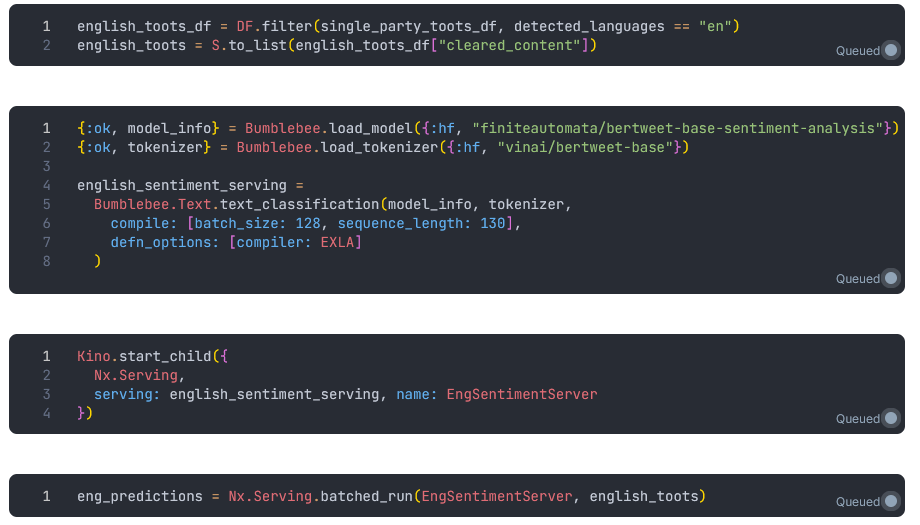 1 english_toots_df = DF.filter(single_party_toots_df, detected_languages == "en")
2 english_toots = S.to_list(english_toots_df["cleared_content"])
Queued
1 {:ok, model_info} = Bumblebee.load_model({:hf, "finiteautomata/bertweet-base-sentiment-analysis"})
2 {:ok, tokenizer} = Bumblebee.load_tokenizer({:hf, "vinai/bertweet-base"})
3
4 english_sentiment_serving =
5   Bumblebee.Text.text_classification(model_info, tokenizer,
6     compile: [batch_size: 128, sequence_length: 130],
7     defn_options: [compiler: EXLA]
8   )
Queued
1 Kino.start_child({
2   Nx.Serving,
3   serving: english_sentiment_serving, name: EngSentimentServer
4 })
Queued
1 eng_predictions = Nx.Serving.batched_run(EngSentimentServer, english_toots)
Queued